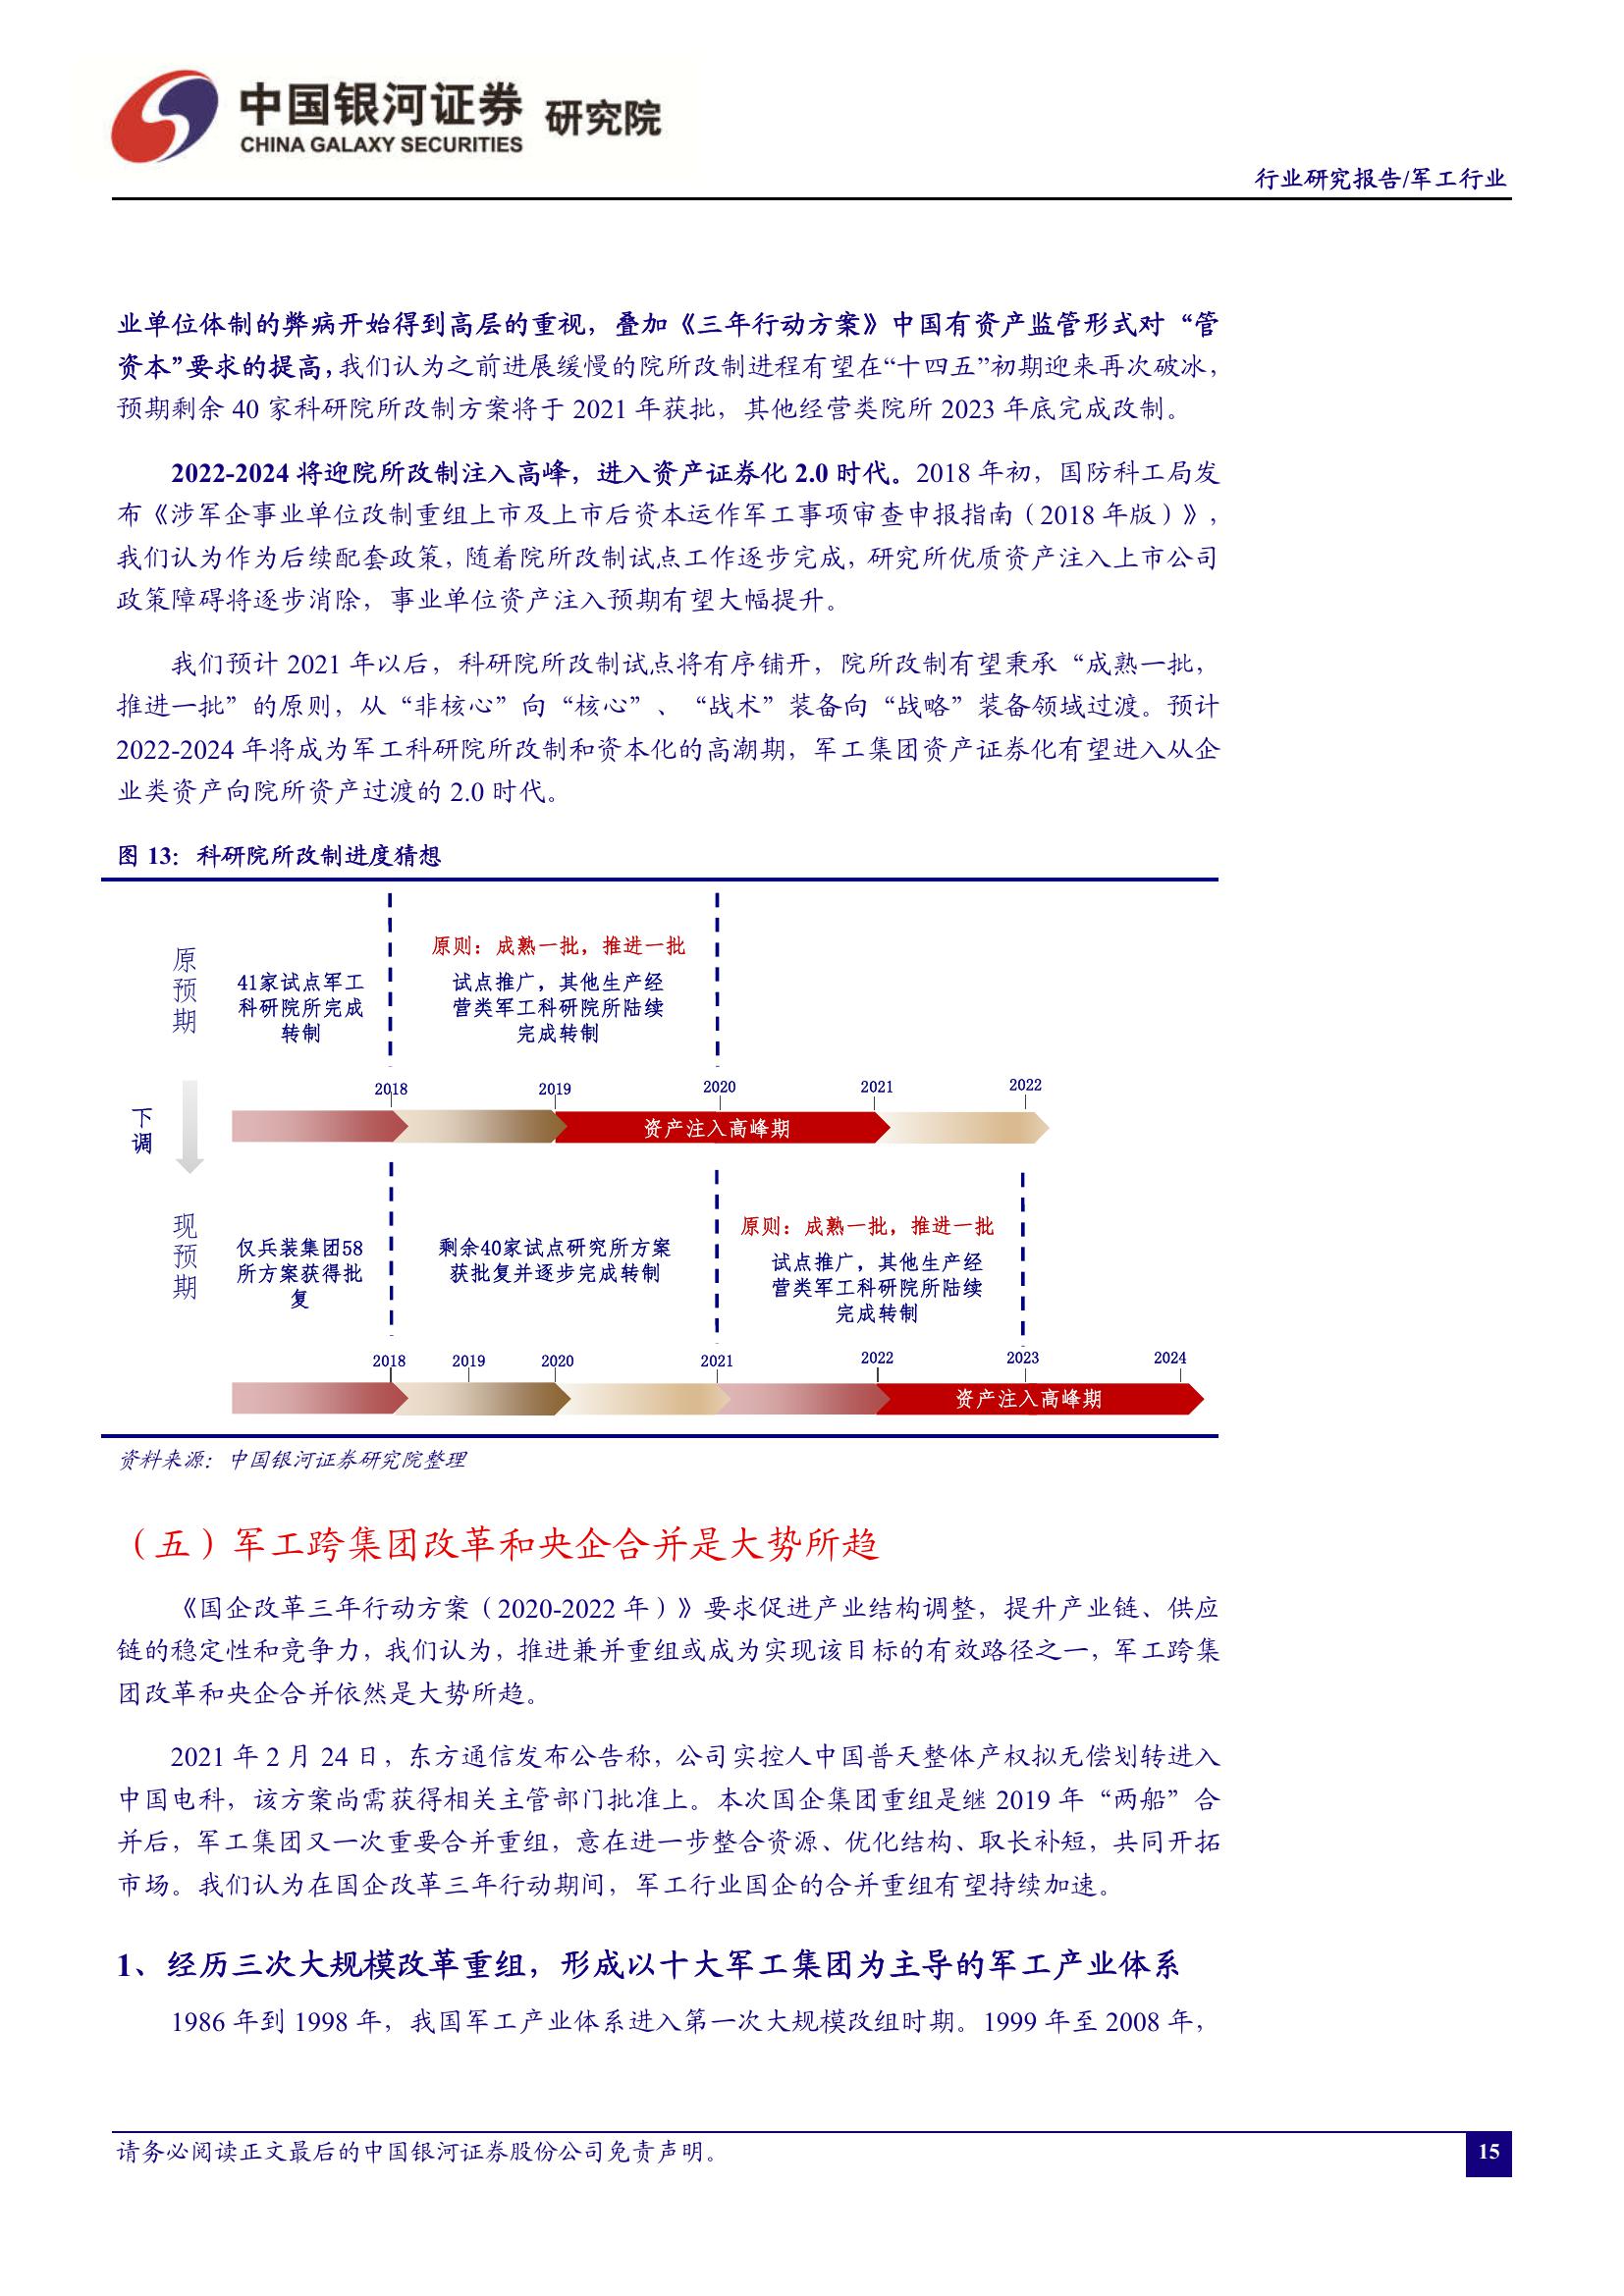 中国银河证券 研究院
CHINA GALAXY SECURITIES
行业研究报告/军工行业
业单位体制的弊病开始得到高层的重视，叠加《三年行动方案》中国有资产监管形式对“管
资本”要求的提高，我们认为之前进展缓慢的院所改制进程有望在“十四五”初期迎来再次破冰，
预期剩余 40 家科研院所改制方案将于 2021 年获批，其他经营类院所 2023 年底完成改制。
2022-2024 将迎院所改制注入高峰，进入资产证券化 2.0 时代。2018 年初，国防科工局发
布《涉军企事业单位改制重组上市及上市后资本运作军工事项审查申报指南（2018 年版）》，
我们认为作为后续配套政策，随着院所改制试点工作逐步完成，研究所优质资产注入上市公司
政策障碍将逐步消除，事业单位资产注入预期有望大幅提升。
我们预计 2021 年以后，科研院所改制试点将有序铺开，院所改制有望秉承“成熟一批，
推进一批”的原则，从“非核心”向“核心”、“战术”装备向“战略”装备领域过渡。预计
2022-2024 年将成为军工科研院所改制和资本化的高潮期，军工集团资产证券化有望进入从企
业类资产向院所资产过渡的 2.0 时代。
图 13：科研院所改制进度猜想
原预期
41家试点军工
科研院所完成
转制
原则：成熟一批，推进一批
试点推广，其他生产经
营类军工科研院所陆续
完成转制
2018 2019 2020 2021 2022
下调
资产注入高峰期
现预期
仅兵装集团58
所方案获得批
复
剩余40家试点研究所方案
获批复并逐步完成转制
原则：成熟一批，推进一批
试点推广，其他生产经
营类军工科研院所陆续
完成转制
2018 2019 2020 2021 2022 2023 2024
资产注入高峰期
资料来源：中国银河证券研究院整理
（五）军工跨集团改革和央企合并是大势所趋
《国企改革三年行动方案（2020-2022 年）》要求促进产业结构调整，提升产业链、供应
链的稳定性和竞争力，我们认为，推进兼并重组或成为实现该目标的有效路径之一，军工跨集
团改革和央企合并依然是大势所趋。
2021 年 2 月 24 日，东方通信发布公告称，公司实控人中国普天整体产权拟无偿划转进入
中国电科，该方案尚需获得相关主管部门批准上。本次国企集团重组是继 2019 年“两船”合
并后，军工集团又一次重要合并重组，意在进一步整合资源、优化结构、取长补短，共同开拓
市场。我们认为在国企改革三年行动期间，军工行业国企的合并重组有望持续加速。
1、经历三次大规模改革重组，形成以十大军工集团为主导的军工产业体系
1986 年到 1998 年，我国军工产业体系进入第一次大规模改组时期。1999 年至 2008 年，
请务必阅读正文最后的中国银河证券股份公司免责声明。
15